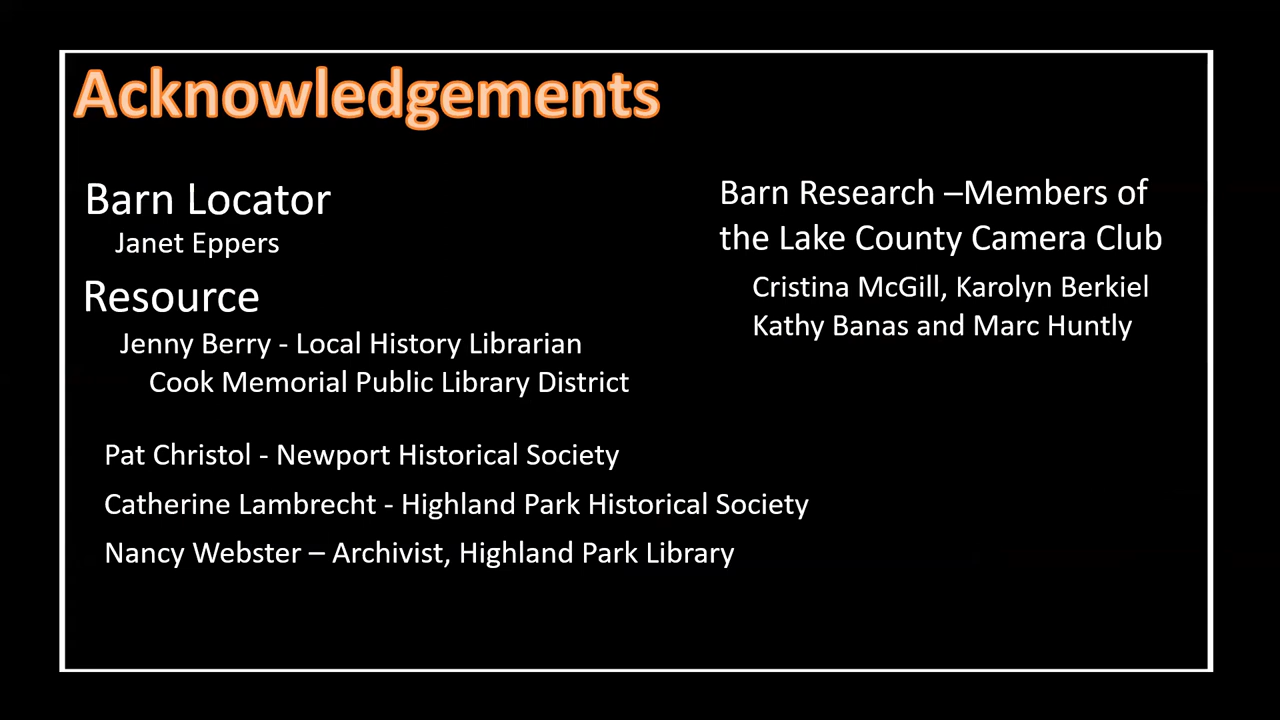 Acknowledgements
Barn Locator
Janet Eppers
Resource
Jenny Berry - Local History Librarian
Cook Memorial Public Library District
Pat Christol - Newport Historical Society
Catherine Lambrecht - Highland Park Historical Society
Nancy Webster – Archivist, Highland Park Library
Barn Research –Members of
the Lake County Camera Club
Cristina McGill, Karolyn Berkiel
Kathy Banas and Marc Huntly